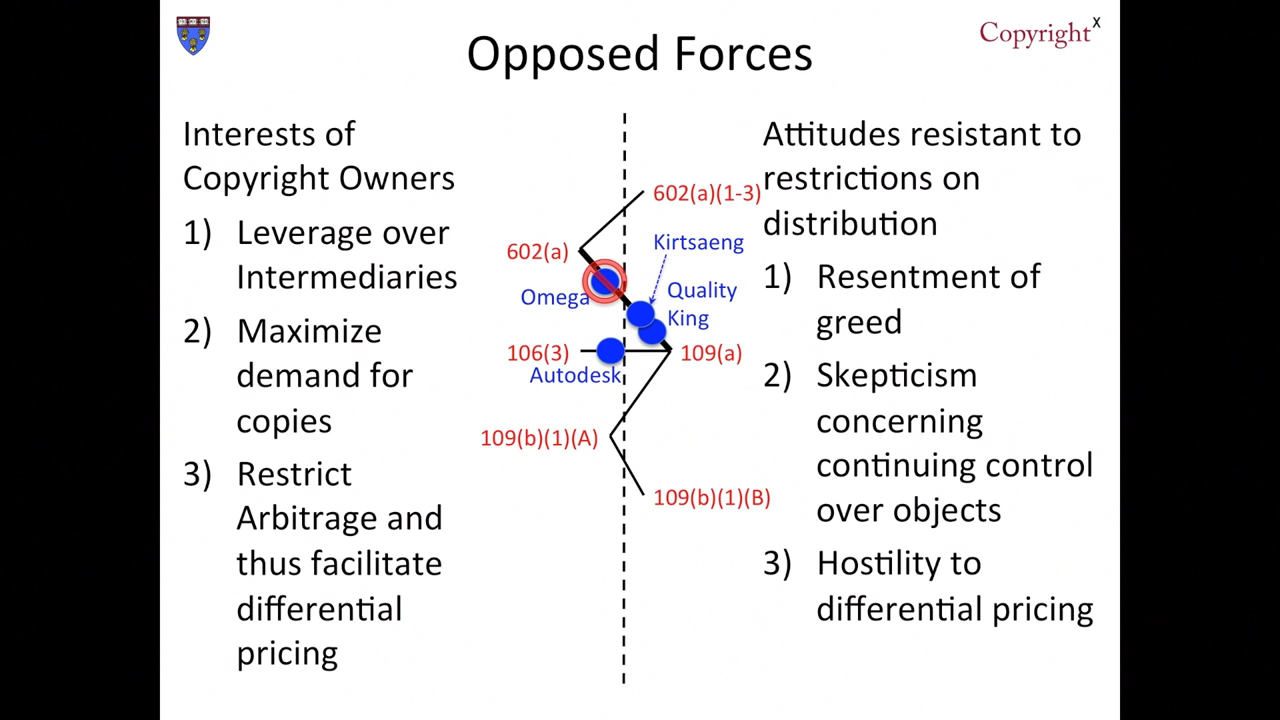 Copyright
X
Opposed Forces
Interests of
Copyright Owners
1) Leverage over
Intermediaries
2) Maximize
demand for
copies
3) Restrict
Arbitrage and
thus facilitate
differential
pricing
602(a)(1-3)
Kirtsaeng
602(a)
Omega
Quality
King
106(3)
109(a)
Autodesk
109(b)(1)(A)
109(b)(1)(B)
Attitudes resistant to
restrictions on
distribution
1) Resentment of
greed
2) Skepticism
concerning
continuing control
over objects
3) Hostility to
differential pricing